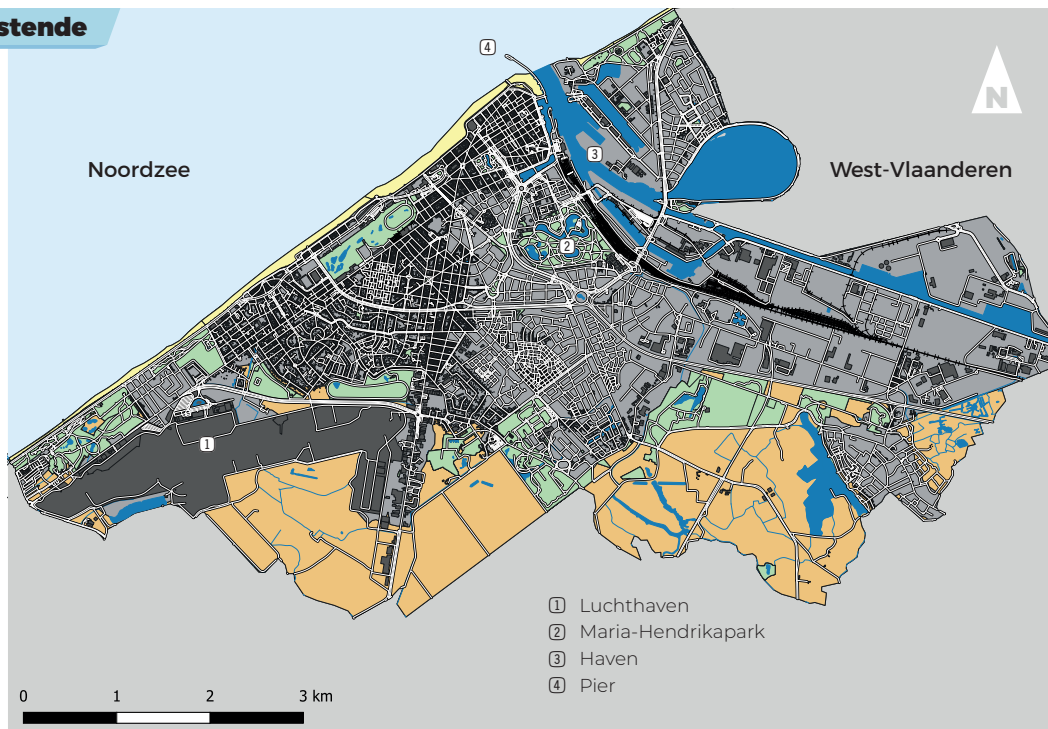 stende
4
N
3
Noordzee
West-Vlaanderen
2
1
1 Luchthaven
2 Maria-Hendrikapark
3 Haven
4 Pier
0 1 2 3 km